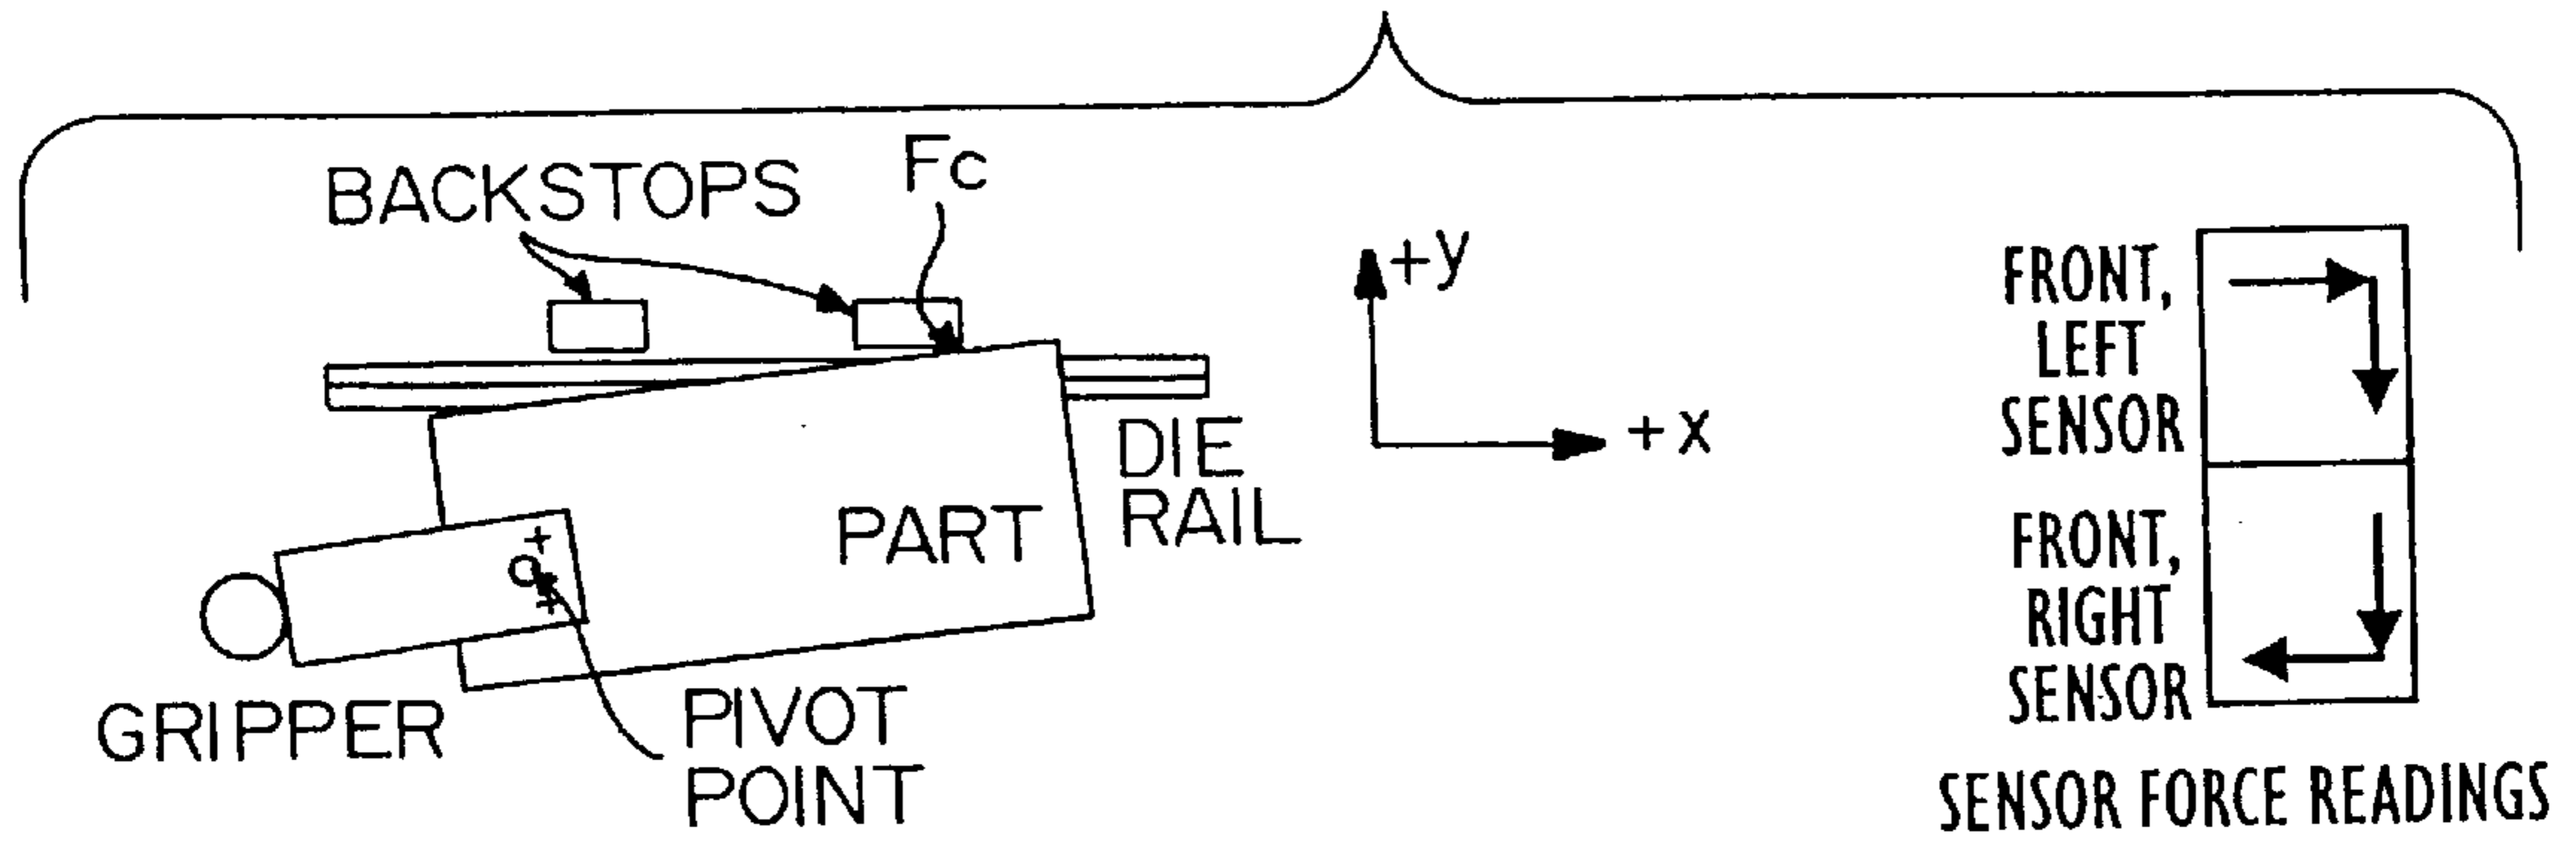 BACKSTOPS
Fc
+y
+x
DIE
RAIL
PART
GRIPPER
PIVOT
POINT
FRONT,
LEFT
SENSOR
FRONT,
RIGHT
SENSOR
SENSOR FORCE READINGS